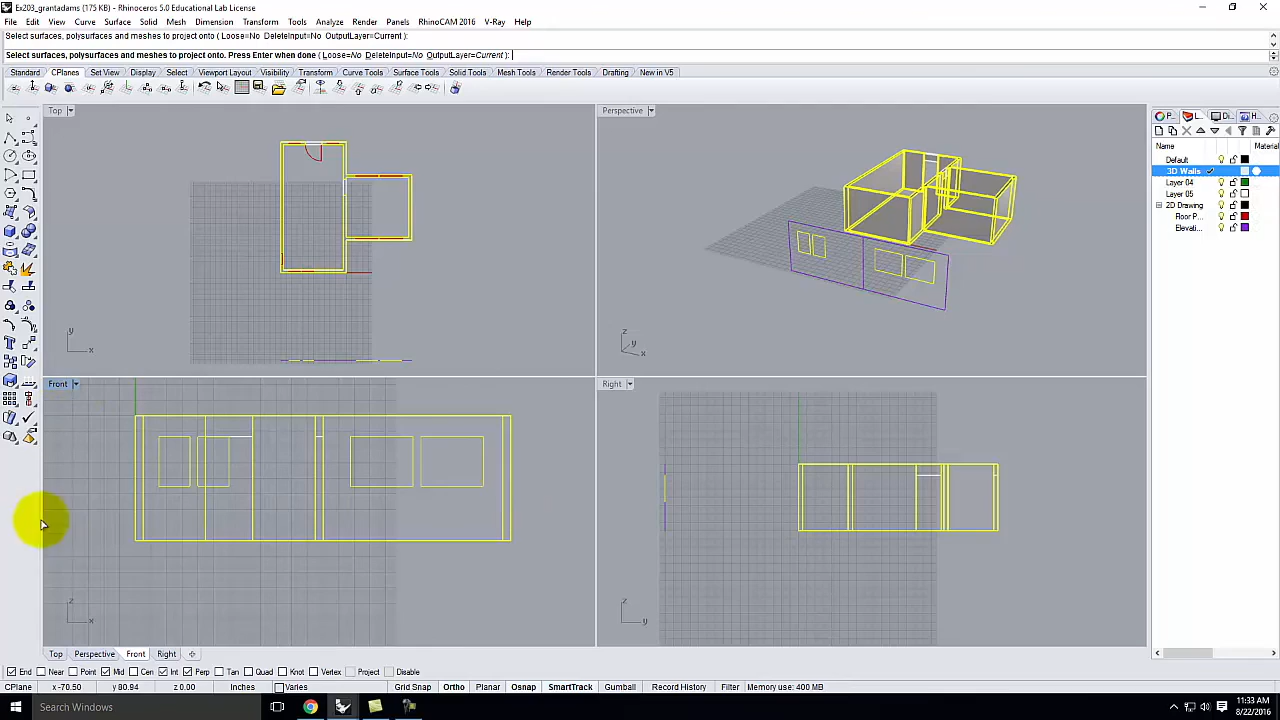 Ex203_grantadams (175 KB) - Rhinoceros 5.0 Educational Lab License
File Edit View Curve Surface Solid Mesh Dimension Transform Tools Analyze Render Panels RhinoCAM 2016 V-Ray Help
Select surfaces, polysurfaces and meshes to project onto ( Loose=No DeleteInput=No OutputLayer=Current ):
Select surfaces, polysurfaces and meshes to project onto. Press Enter when done ( Loose=No DeleteInput=No OutputLayer=Current ):
Standard CPlanes Set View Display Select Viewport Layout Visibility Transform Curve Tools Surface Tools Solid Tools Mesh Tools Render Tools Drafting New in V5
Top Perspective
P... L... Di... H...
Name Material
Default
3D Walls
Layer 04
Layer 05
2D Drawing
Floor P...
Elevati...
y x
z y x
Front Right
z x
z y
Top Perspective Front Right
End Near Point Mid Cen Int Perp Tan Quad Knot Vertex Project Disable
CPlane x -70.50 y 80.94 z 0.00 Inches Varies Grid Snap Ortho Planar Osnap SmartTrack Gumball Record History Filter Memory use: 400 MB
Search Windows
11:33 AM
8/22/2016